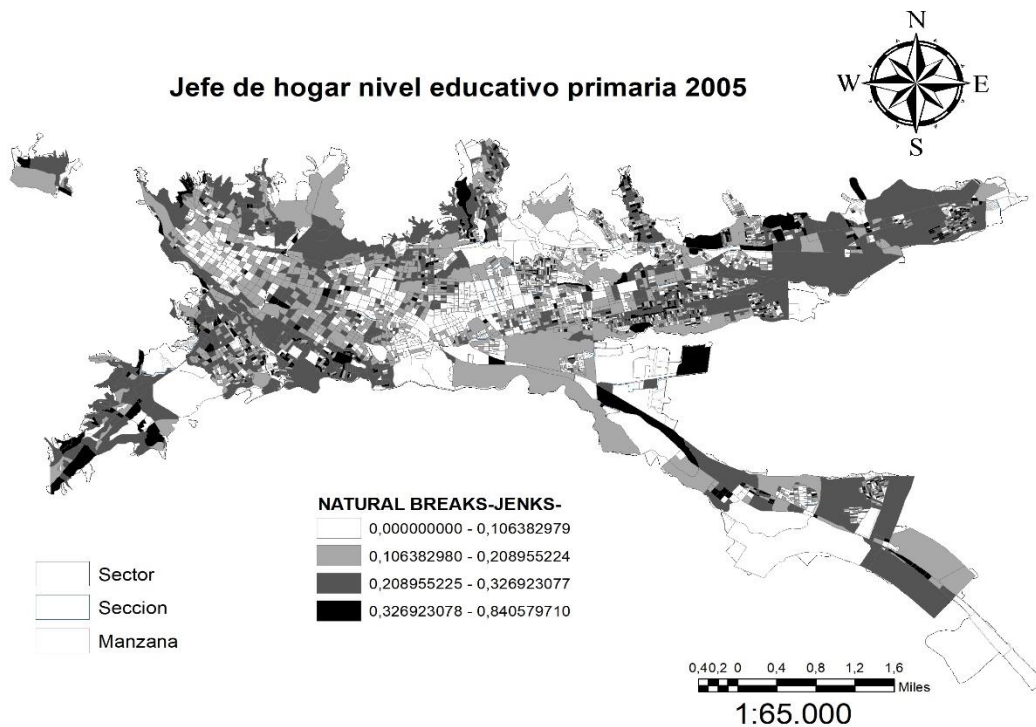 N
Jefe de hogar nivel educativo primaria 2005
W E
S
NATURAL BREAKS-JENKS-
0,000000000 - 0,106382979
0,106382980 - 0,208955224
0,208955225 - 0,326923077
0,326923078 - 0,840579710
Sector
Seccion
Manzana
0,40,2 0 0,4 0,8 1,2 1,6
Miles
1:65.000